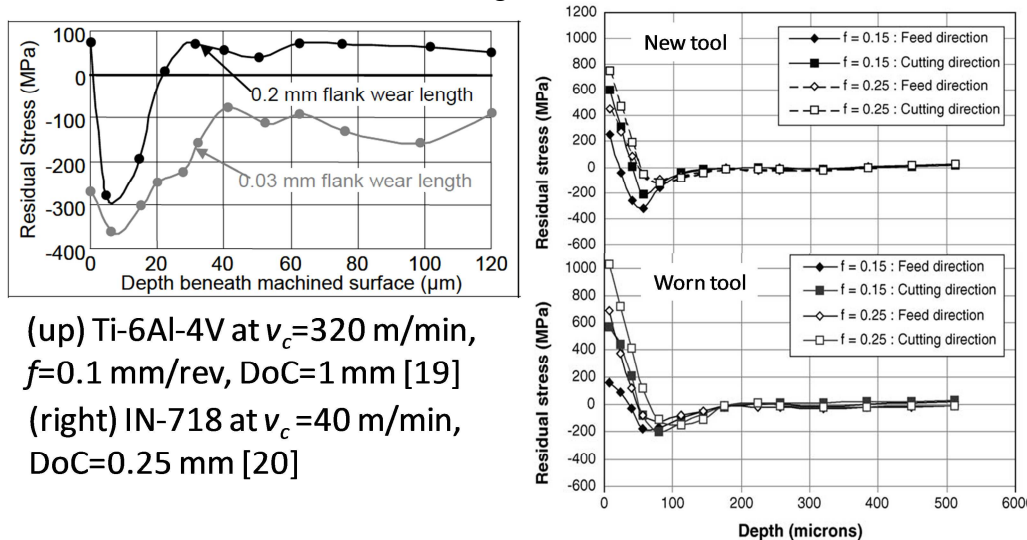 Residual Stress (MPa)
100
0
-100
-200
-300
-400
0.2 mm flank wear length
0.03 mm flank wear length
0 20 40 60 80 100 120
Depth beneath machined surface (µm)
(up) Ti-6Al-4V at vc=320 m/min,
f=0.1 mm/rev, DoC=1 mm [19]
(right) IN-718 at vc =40 m/min,
DoC=0.25 mm [20]
Residual stress (MPa)
1200
1000
800
600
400
200
0
-200
-400
-600
New tool
f = 0.15 : Feed direction
f = 0.15 : Cutting direction
f = 0.25 : Feed direction
f = 0.25 : Cutting direction
Residual stress (MPa)
1000
800
600
400
200
0
-200
-400
-600
Worn tool
f = 0.15 : Feed direction
f = 0.15 : Cutting direction
f = 0.25 : Feed direction
f = 0.25 : Cutting direction
0 100 200 300 400 500 600
Depth (microns)